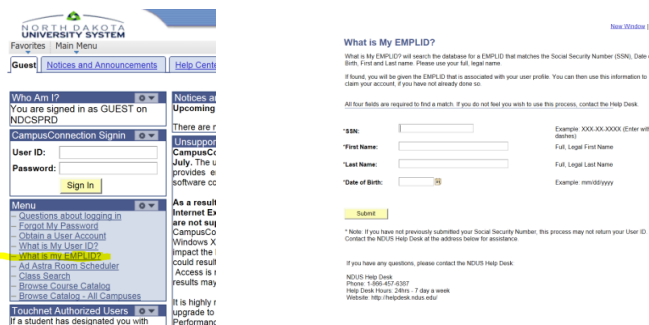 NORTH DAKOTA
UNIVERSITY SYSTEM
Favorites Main Menu
Guest Notices and Announcements Help Cente
Who Am I?
You are signed in as GUEST on
NDCSPRD
CampusConnection Signin
User ID:
Password:
Sign In
Menu
Questions about logging in
Forgot My Password
Obtain a User Account
What is My User ID?
What is my EMPLID?
Ad Astra Room Scheduler
Class Search
Browse Course Catalog
Browse Catalog - All Campuses
Touchnet Authorized Users
If a student has designated you with
Notices a
Upcoming
There are n
Unsuppor
CampusCo
July. The u
provides e
software co
As a result
Internet Ex
are not sup
CampusCo
Windows X
impact the
could result
Access is r
results may
It is highly r
upgrade to
Performanc
New Window |
What is My EMPLID?
What is My EMPLID? will search the database for a EMPLID that matches the Social Security Number (SSN), Date
Birth, First and Last name. Please use your full, legal name.
If found, you will be given the EMPLID that is associated with your user profile. You can then use this information to
claim your account, if you have not already done so.
All four fields are required to find a match. If you do not feel you wish to use this process, contact the Help Desk.
*SSN: Example: XXX-XX-XXXX (Enter with
dashes)
*First Name: Full, Legal First Name
*Last Name: Full, Legal Last Name
*Date of Birth: Example: mm/dd/yyyy
Submit
* Note: If you have not previously submitted your Social Security Number, this process may not return your User ID.
Contact the NDUS Help Desk at the address below for assistance.
If you have any questions, please contact the NDUS Help Desk:
NDUS Help Desk
Phone: 1-866-457-6387
Help Desk Hours: 24hrs - 7 day a week
Website: http://helpdesk.ndus.edu/